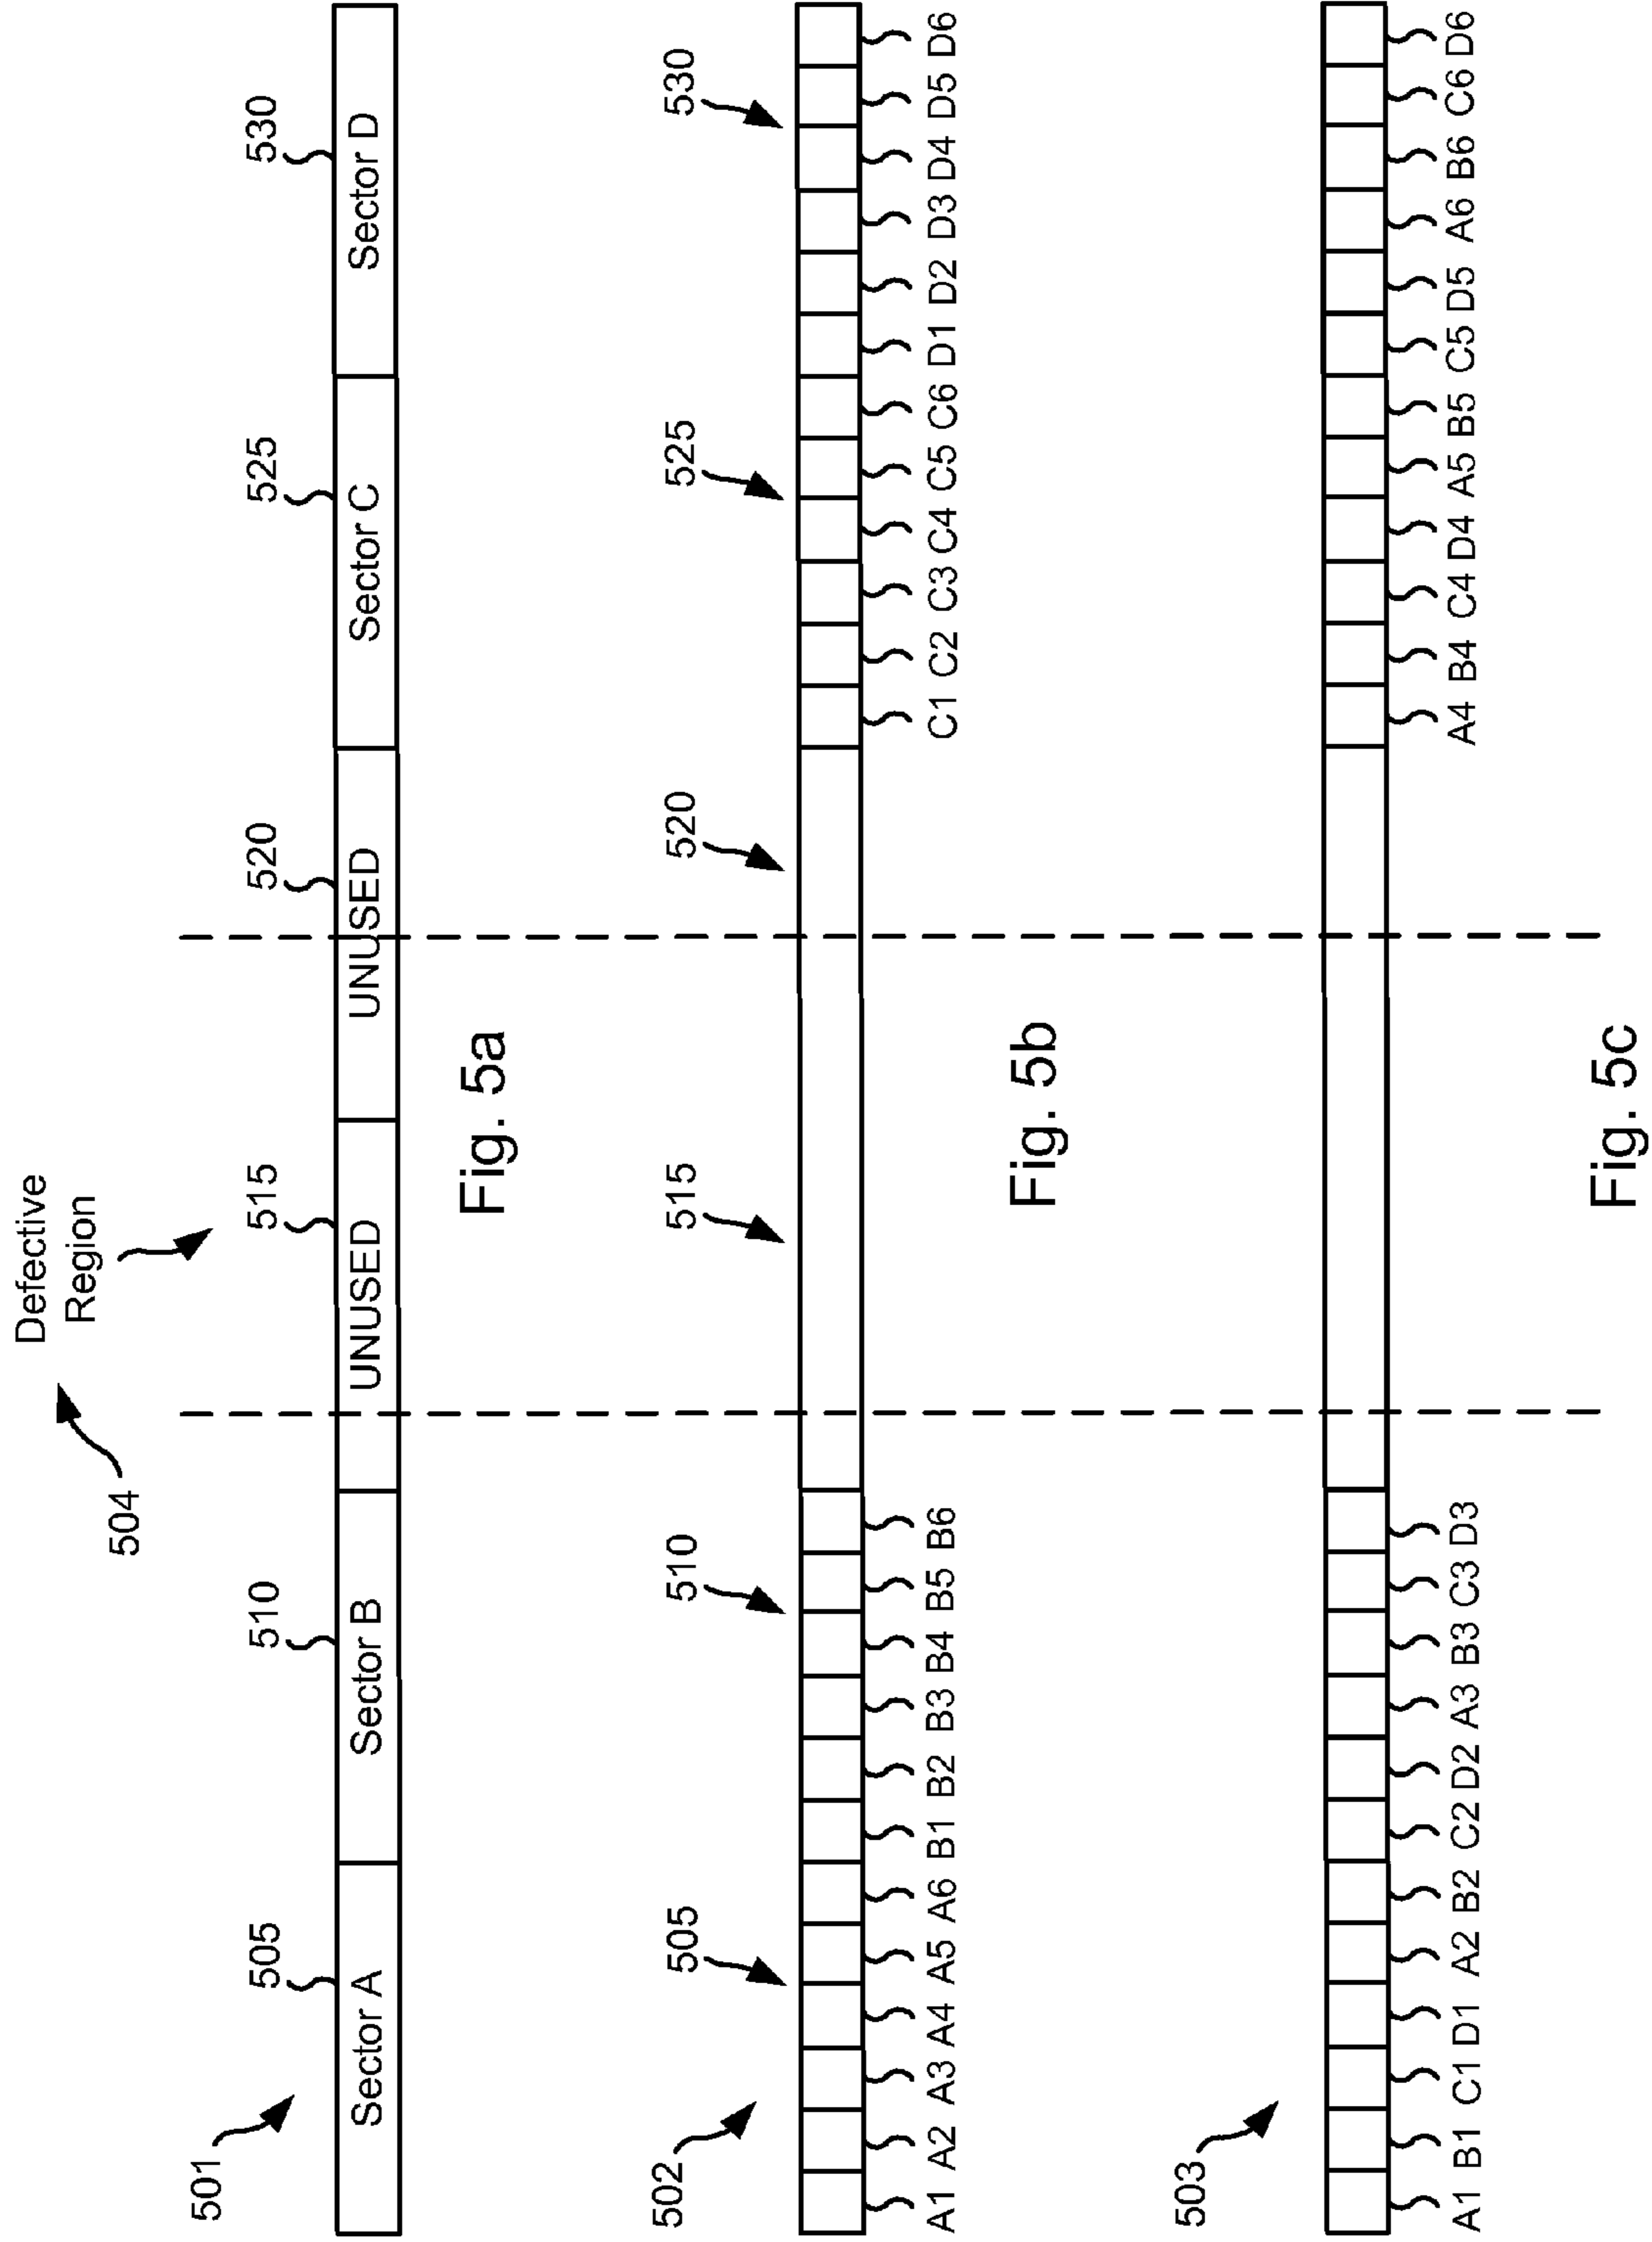 504
Defective
Region
501
505
510
515
520
525
530
Sector A
Sector B
UNUSED
UNUSED
Sector C
Sector D
Fig. 5a
502
505
510
515
520
525
530
A1 A2 A3 A4 A5 A6 B1 B2 B3 B4 B5 B6 C1 C2 C3 C4 C5 C6 D1 D2 D3 D4 D5 D6
Fig. 5b
503
A1 B1 C1 D1 A2 B2 C2 D2 A3 B3 C3 D3 A4 B4 C4 D4 A5 B5 C5 D5 A6 B6 C6 D6
Fig. 5c